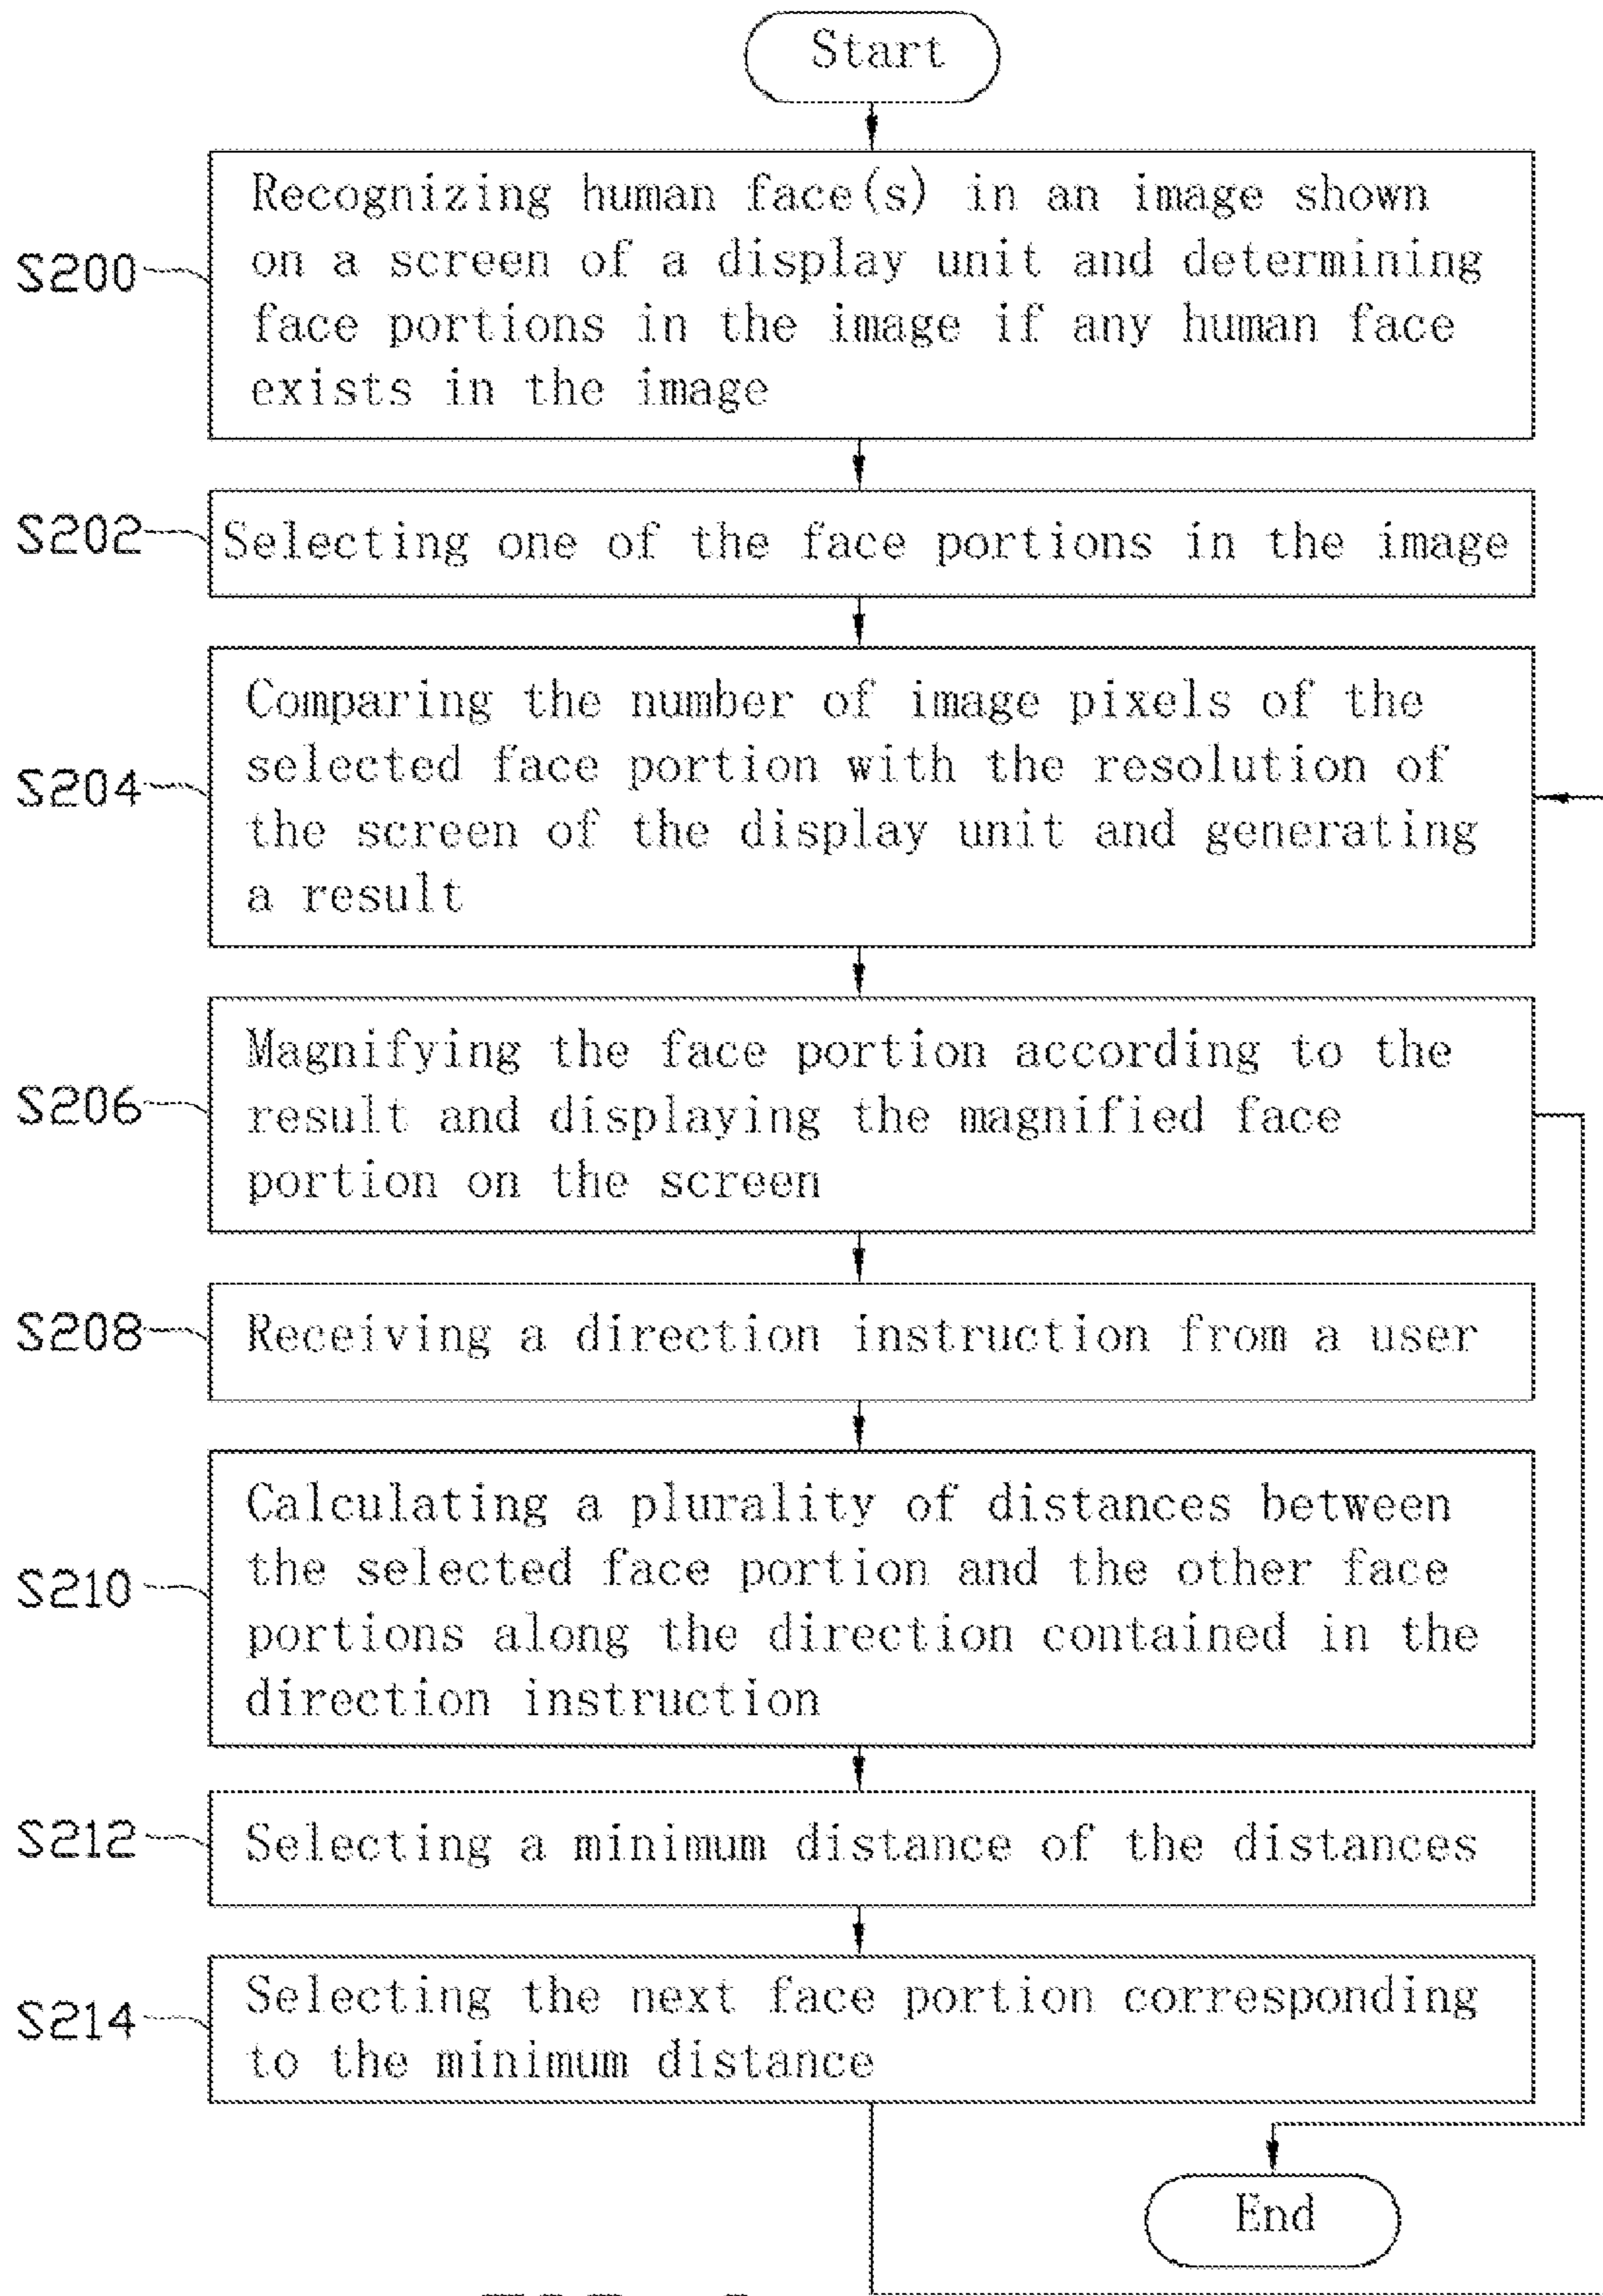 Start
S200
Recognizing human face(s) in an image shown
on a screen of a display unit and determining
face portions in the image if any human face
exists in the image
S202
Selecting one of the face portions in the image
S204
Comparing the number of image pixels of the
selected face portion with the resolution of
the screen of the display unit and generating
a result
S206
Magnifying the face portion according to the
result and displaying the magnified face
portion on the screen
S208
Receiving a direction instruction from a user
S210
Calculating a plurality of distances between
the selected face portion and the other face
portions along the direction contained in the
direction instruction
S212
Selecting a minimum distance of the distances
S214
Selecting the next face portion corresponding
to the minimum distance
End